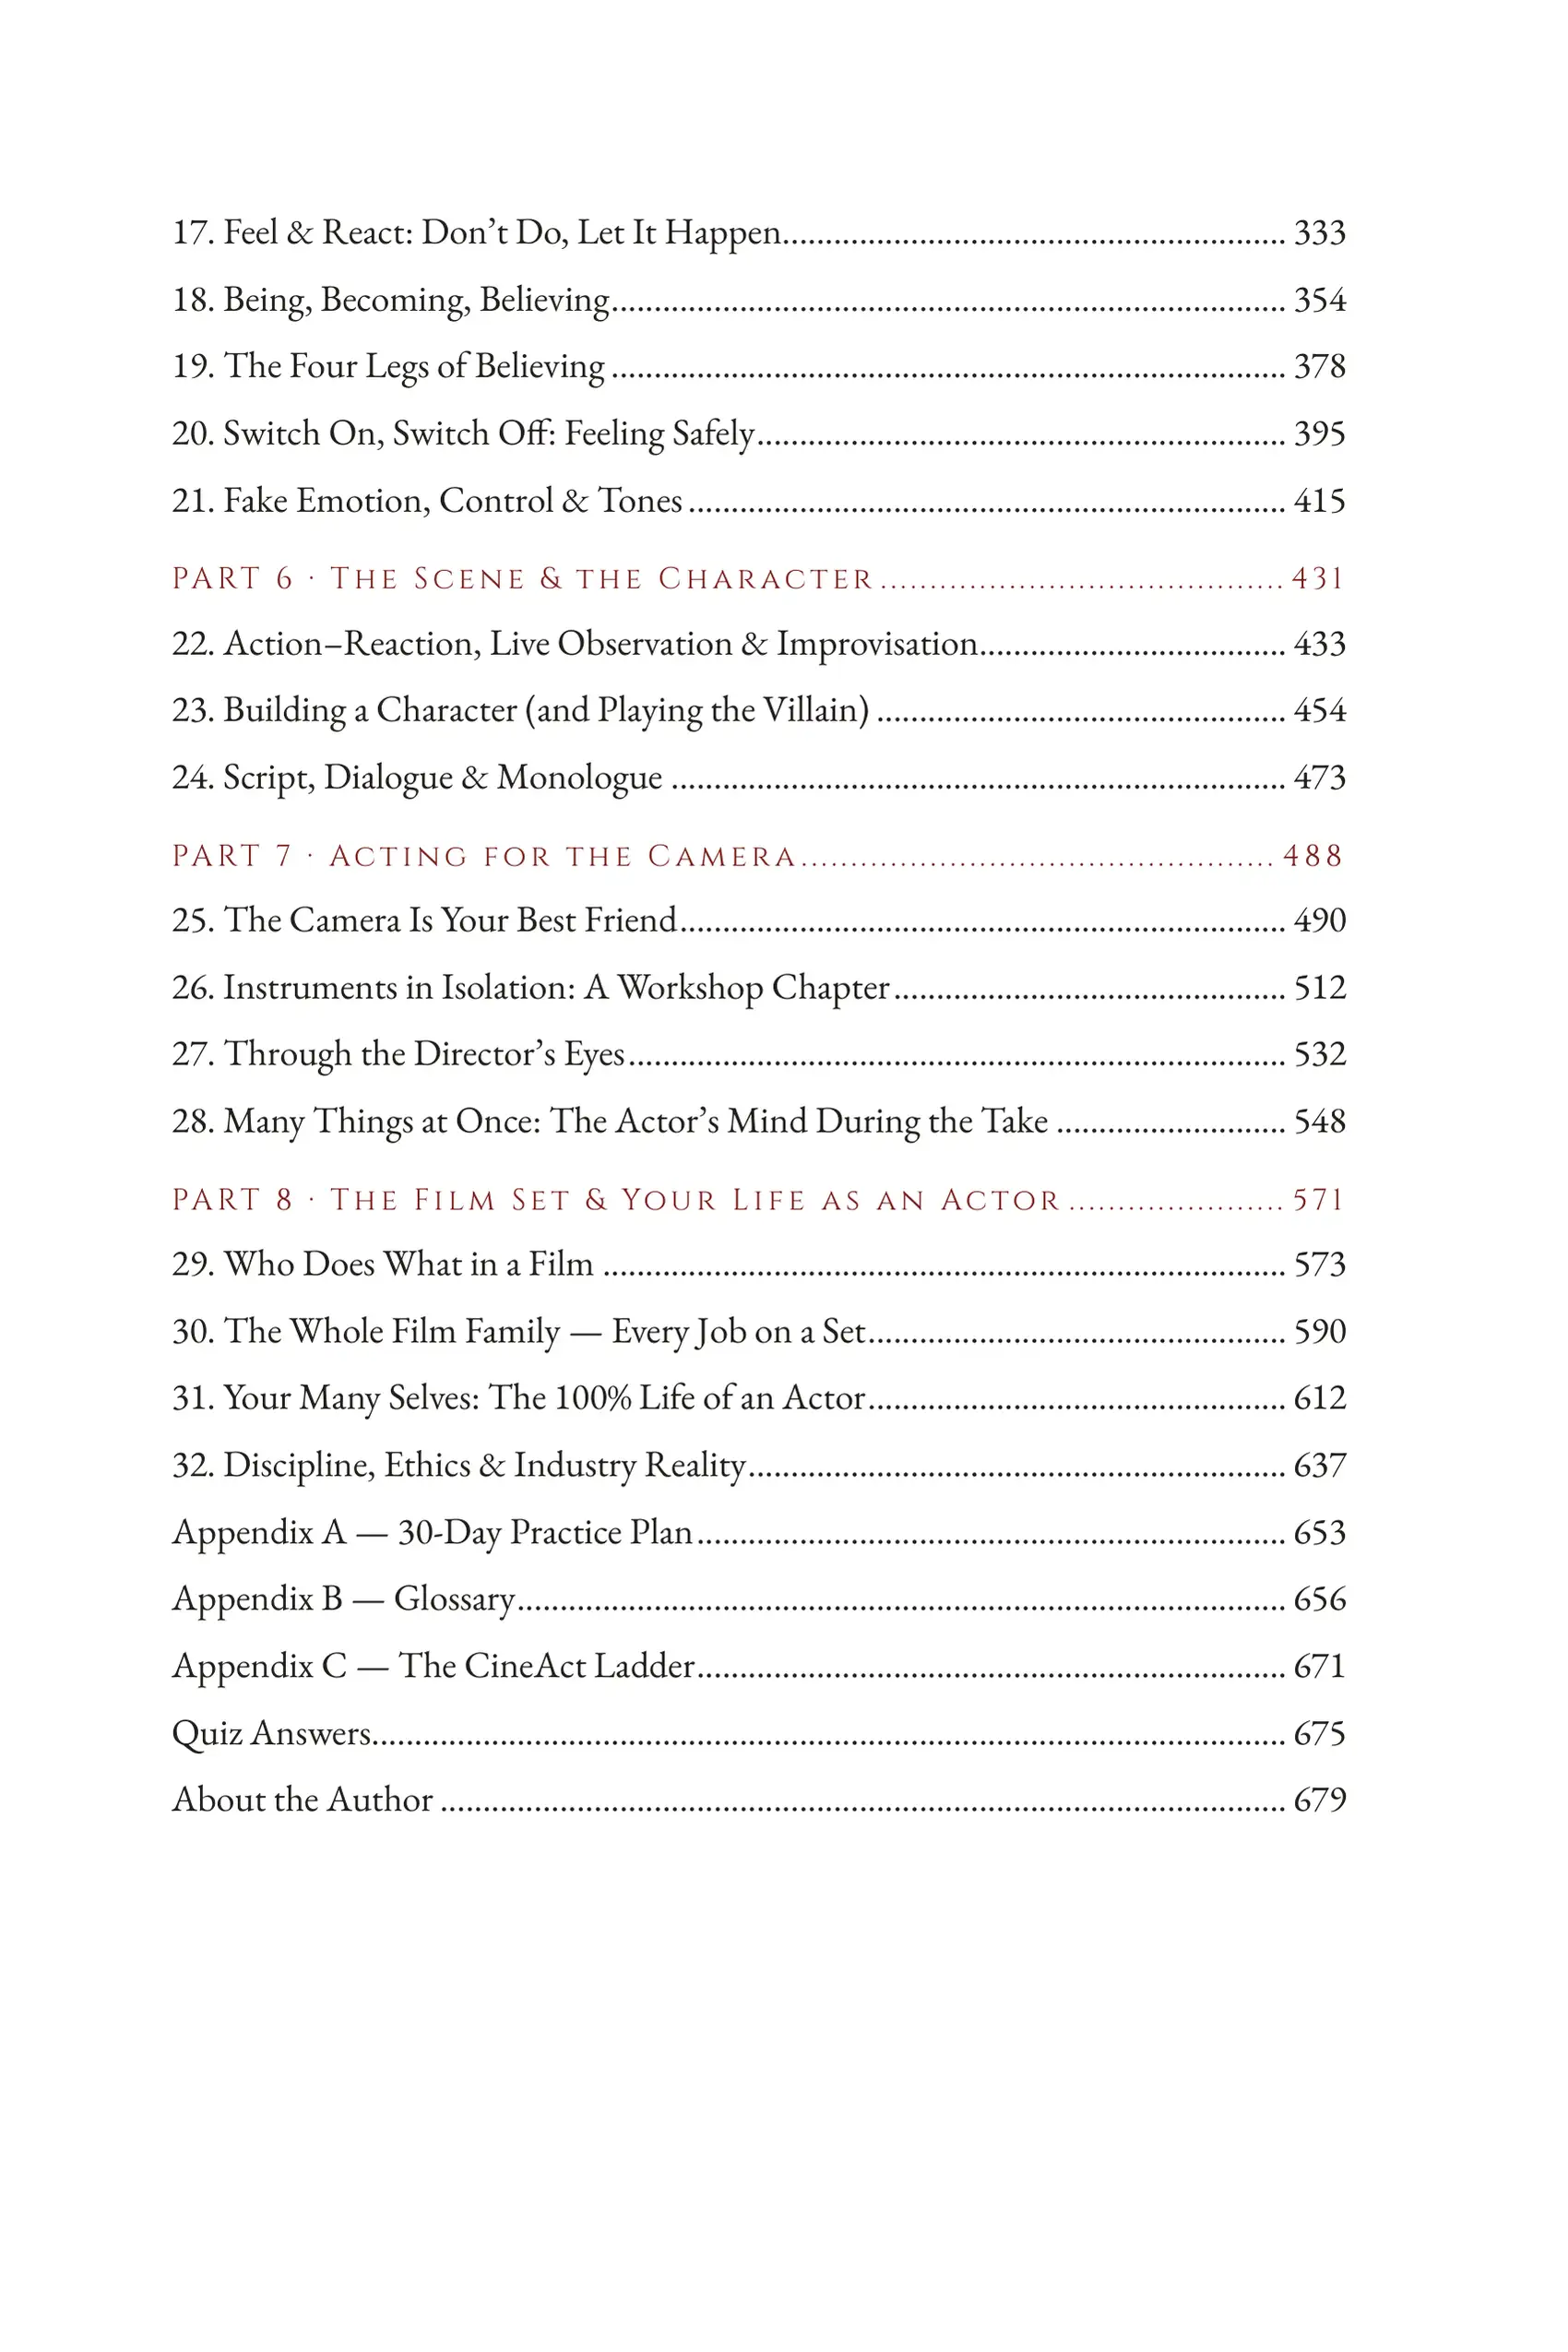 17. Feel & React: Don’t Do, Let It Happen........................................................... 333
18. Being, Becoming, Believing............................................................................... 354
19. The Four Legs of Believing ............................................................................... 378
20. Switch On, Switch Off: Feeling Safely.............................................................. 395
21. Fake Emotion, Control & Tones ...................................................................... 415
PART 6 · The Scene & the Character......................................... 431
22. Action–Reaction, Live Observation & Improvisation.................................... 433
23. Building a Character (and Playing the Villain) ................................................ 454
24. Script, Dialogue & Monologue ........................................................................ 473
PART 7 · Acting for the Camera................................................ 488
25. The Camera Is Your Best Friend....................................................................... 490
26. Instruments in Isolation: A Workshop Chapter.............................................. 512
27. Through the Director’s Eyes............................................................................. 532
28. Many Things at Once: The Actor’s Mind During the Take ........................... 548
PART 8 · The Film Set & Your Life as an Actor...................... 571
29. Who Does What in a Film ................................................................................ 573
30. The Whole Film Family — Every Job on a Set................................................. 590
31. Your Many Selves: The 100% Life of an Actor................................................. 612
32. Discipline, Ethics & Industry Reality............................................................... 637
Appendix A — 30-Day Practice Plan..................................................................... 653
Appendix B — Glossary.......................................................................................... 656
Appendix C — The CineAct Ladder..................................................................... 671
Quiz Answers........................................................................................................... 675
About the Author ................................................................................................... 679